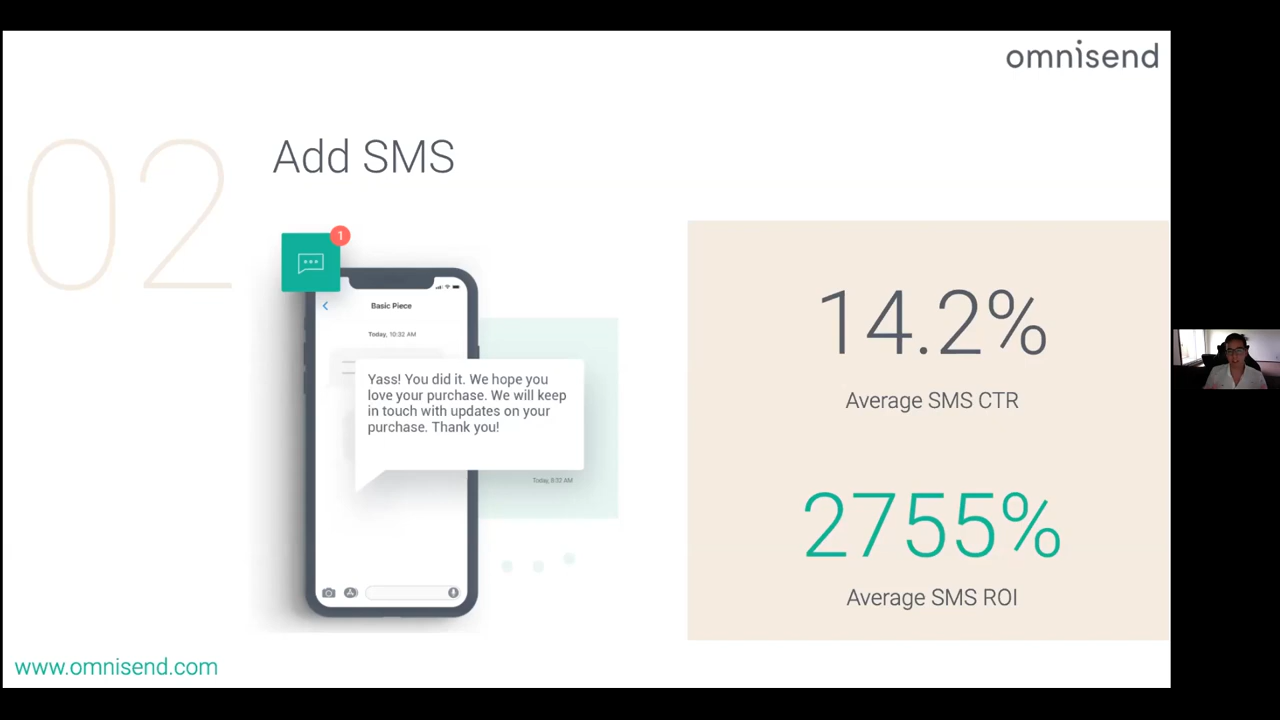 omnisend
02
Add SMS
1
Basic Piece
Today, 10:32 AM
Yass! You did it. We hope you
love your purchase. We will keep
in touch with updates on your
purchase. Thank you!
Today, 8:32 AM
14.2%
Average SMS CTR
2755%
Average SMS ROI
www.omnisend.com